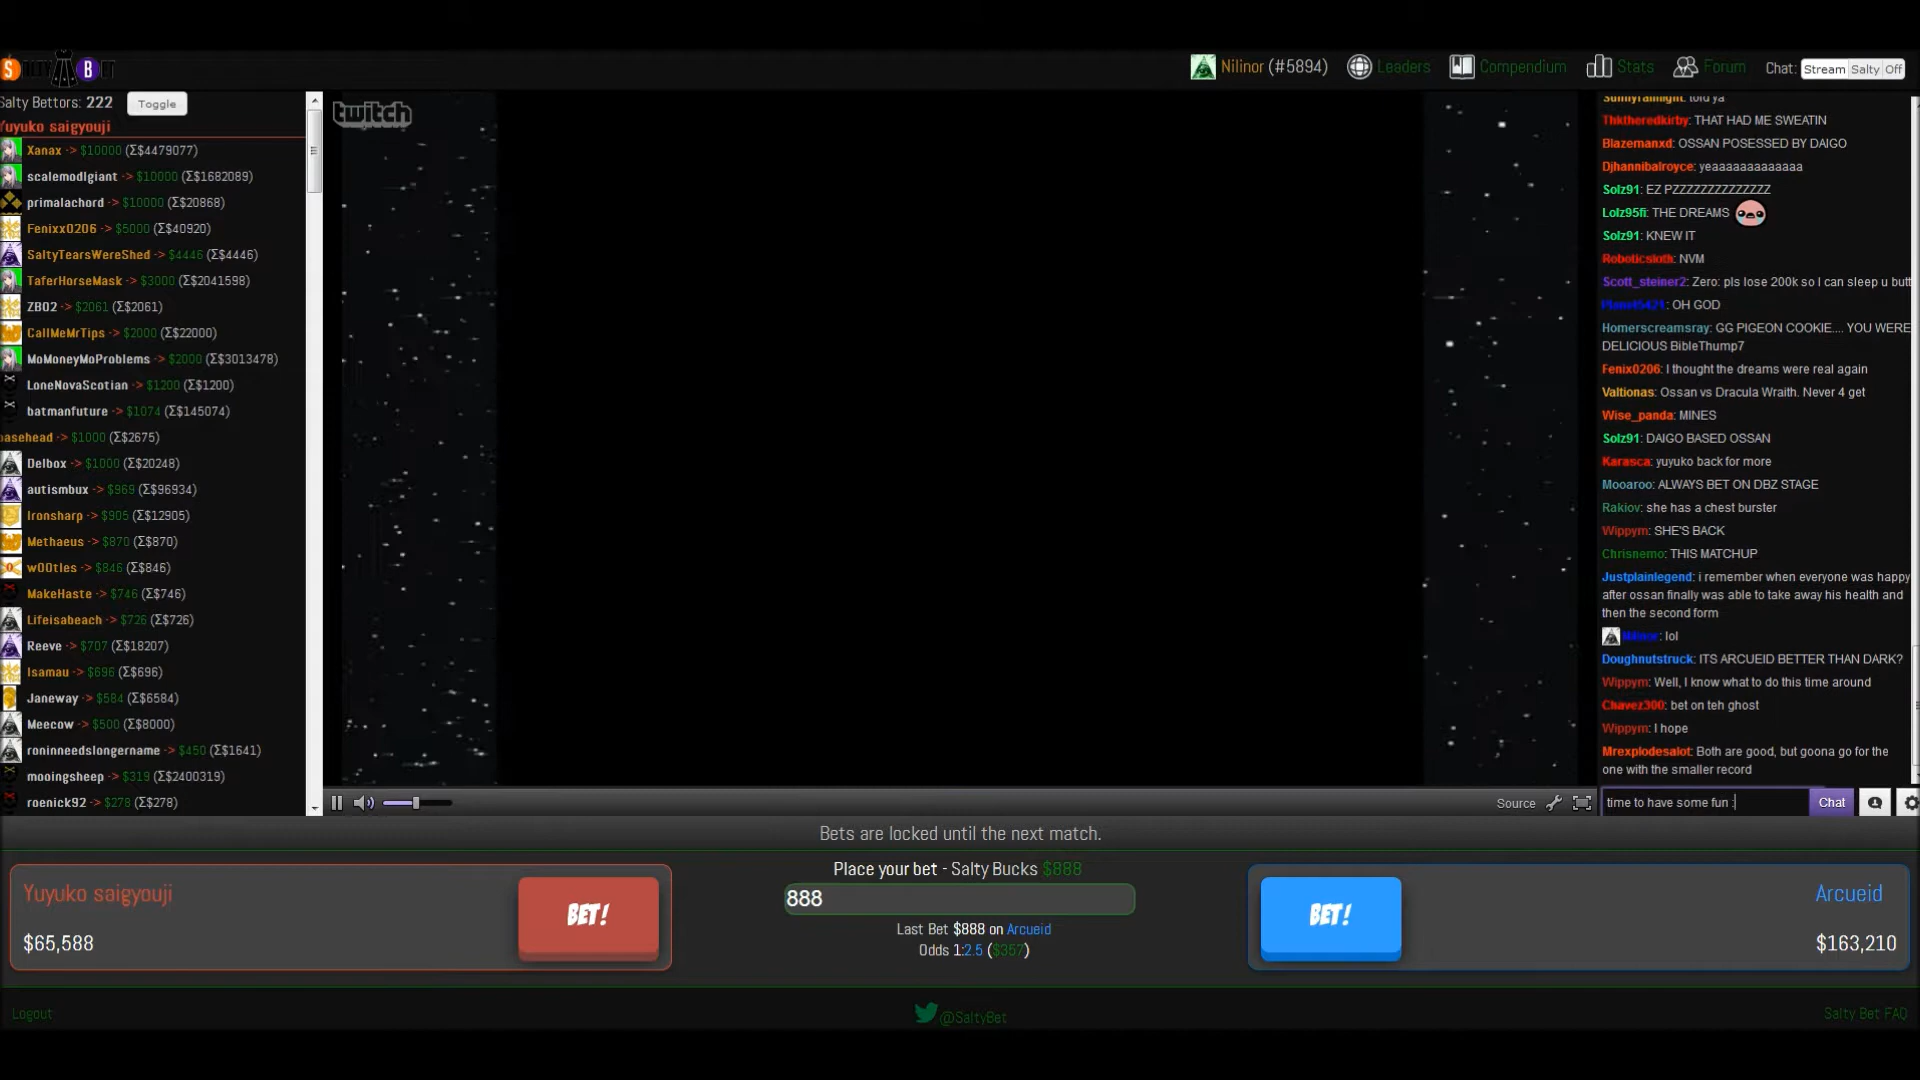 S ALTY BET
Nilinor (#5894)
Leaders
Compendium
Stats
Forum
Chat: Stream Salty Off
Salty Bettors: 222
Toggle
Yuyuko saigyouji
Xanax -> $10000 (Σ$4479077)
scalemodlgiant -> $10000 (Σ$1682089)
primalachord -> $10000 (Σ$20868)
Fenixx0206 -> $5000 (Σ$40920)
SaltyTearsWereShed -> $4446 (Σ$4446)
TaferHorseMask -> $3000 (Σ$2041598)
ZB02 -> $2061 (Σ$2061)
CallMeMrTips -> $2000 (Σ$22000)
MoMoneyMoProblems -> $2000 (Σ$3013478)
LoneNovaScotian -> $1200 (Σ$1200)
batmanfuture -> $1074 (Σ$145074)
basehead -> $1000 (Σ$2675)
Delbox -> $1000 (Σ$20248)
autismbux -> $969 (Σ$96934)
Ironsharp -> $905 (Σ$12905)
Methaeus -> $870 (Σ$870)
w00tles -> $846 (Σ$846)
MakeHaste -> $746 (Σ$746)
Lifeisabeach -> $726 (Σ$726)
Reeve -> $707 (Σ$18207)
Isamau -> $696 (Σ$696)
Janeway -> $584 (Σ$6584)
Meecow -> $500 (Σ$8000)
roninneedslongername -> $450 (Σ$1641)
mooingsheep -> $319 (Σ$2400319)
roenick92 -> $278 (Σ$278)
twitch
Source
Sunnyfainlight: told ya
Thktheredkirby: THAT HAD ME SWEATIN
Blazemanxd: OSSAN POSESSED BY DAIGO
Djhannibalroyce: yeaaaaaaaaaaaaa
Solz91: EZ PZZZZZZZZZZZZZZ
Lolz95fi: THE DREAMS
Solz91: KNEW IT
Roboticsloth: NVM
Scott_steiner2: Zero: pls lose 200k so I can sleep u butt
OH GOD
Homerscreamsray: GG PIGEON COOKIE.... YOU WERE
DELICIOUS BibleThump7
Fenix0206: I thought the dreams were real again
Valtionas: Ossan vs Dracula Wraith. Never 4 get
Wise_panda: MINES
Solz91: DAIGO BASED OSSAN
Karasca: yuyuko back for more
Mooaroo: ALWAYS BET ON DBZ STAGE
Rakiov: she has a chest burster
Wippym: SHE'S BACK
Chrisnemo: THIS MATCHUP
Justplainlegend: i remember when everyone was happy
after ossan finally was able to take away his health and
then the second form
Nilinor: lol
Doughnutstruck: ITS ARCUEID BETTER THAN DARK?
Wippym: Well, I know what to do this time around
Chavez300: bet on teh ghost
Wippym: I hope
Mrexplodesalot: Both are good, but goona go for the
one with the smaller record
time to have some fun :
Chat
Bets are locked until the next match.
Yuyuko saigyouji
$65,588
BET!
Place your bet - Salty Bucks $888
888
Last Bet $888 on Arcueid
Odds 1:2.5 ($357)
BET!
Arcueid
$163,210
Logout
@SaltyBet
Salty Bet FAQ